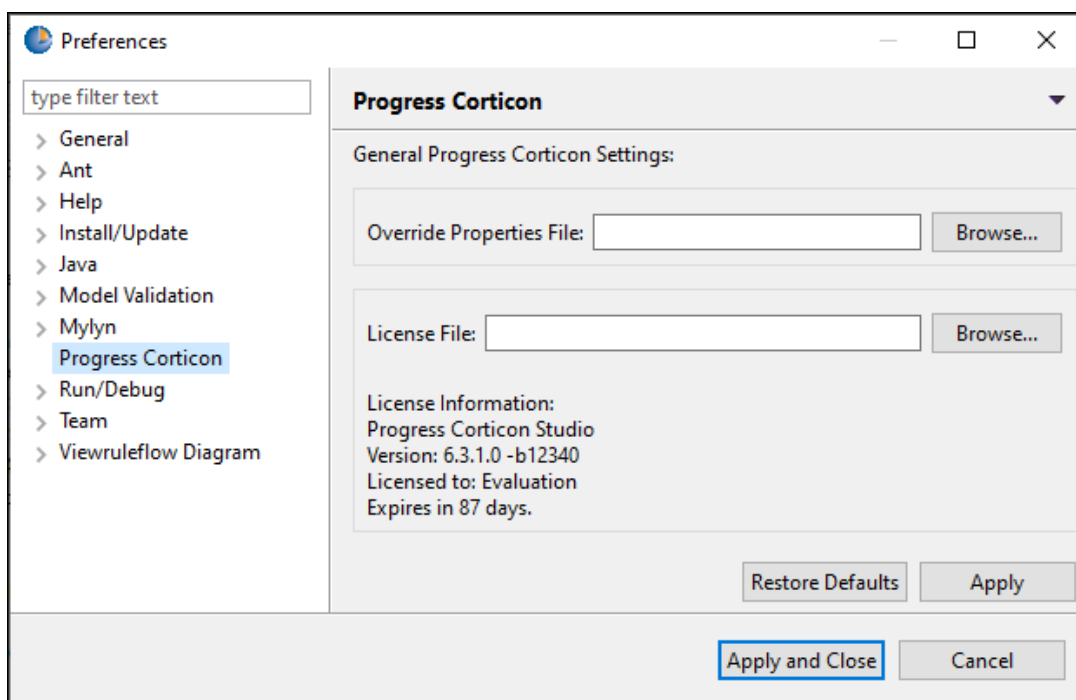 Preferences
type filter text
General
Ant
Help
Install/Update
Java
Model Validation
Mylyn
Progress Corticon
Run/Debug
Team
Viewruleflow Diagram
Progress Corticon
General Progress Corticon Settings:
Override Properties File:
Browse...
License File:
Browse...
License Information:
Progress Corticon Studio
Version: 6.3.1.0 -b12340
Licensed to: Evaluation
Expires in 87 days.
Restore Defaults
Apply
Apply and Close
Cancel